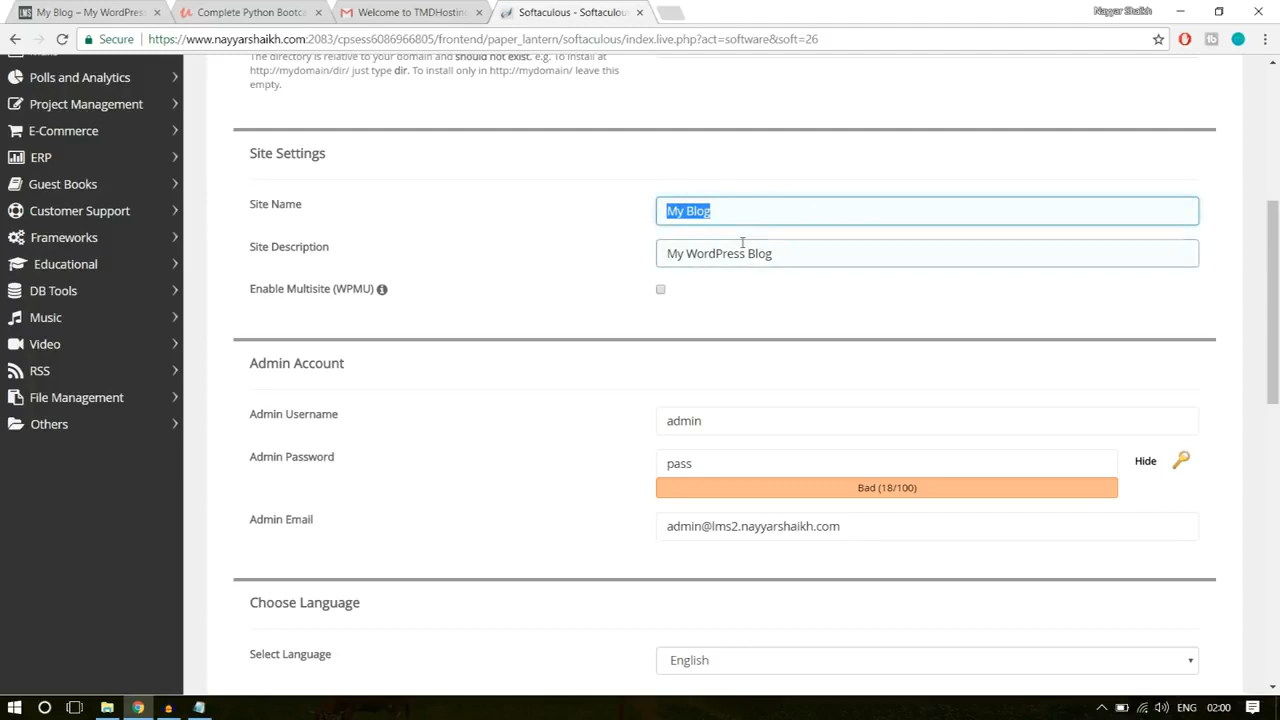 My Blog – My WordPress
Complete Python Bootca
Welcome to TMDHosting
Softaculous - Softaculou
Nayyar Shaikh
Secure
https://www.nayyarshaikh.com:2083/cpsess6086966805/frontend/paper_lantern/softaculous/index.live.php?act=software&soft=26
Polls and Analytics
Project Management
E-Commerce
ERP
Guest Books
Customer Support
Frameworks
Educational
DB Tools
Music
Video
RSS
File Management
Others
The directory is relative to your domain and should not exist. e.g. To install at
http://mydomain/dir/ just type dir. To install only in http://mydomain/ leave this
empty.
Site Settings
Site Name
My Blog
Site Description
My WordPress Blog
Enable Multisite (WPMU)
Admin Account
Admin Username
admin
Admin Password
pass
Hide
Bad (18/100)
Admin Email
admin@lms2.nayyarshaikh.com
Choose Language
Select Language
English
ENG
02:00